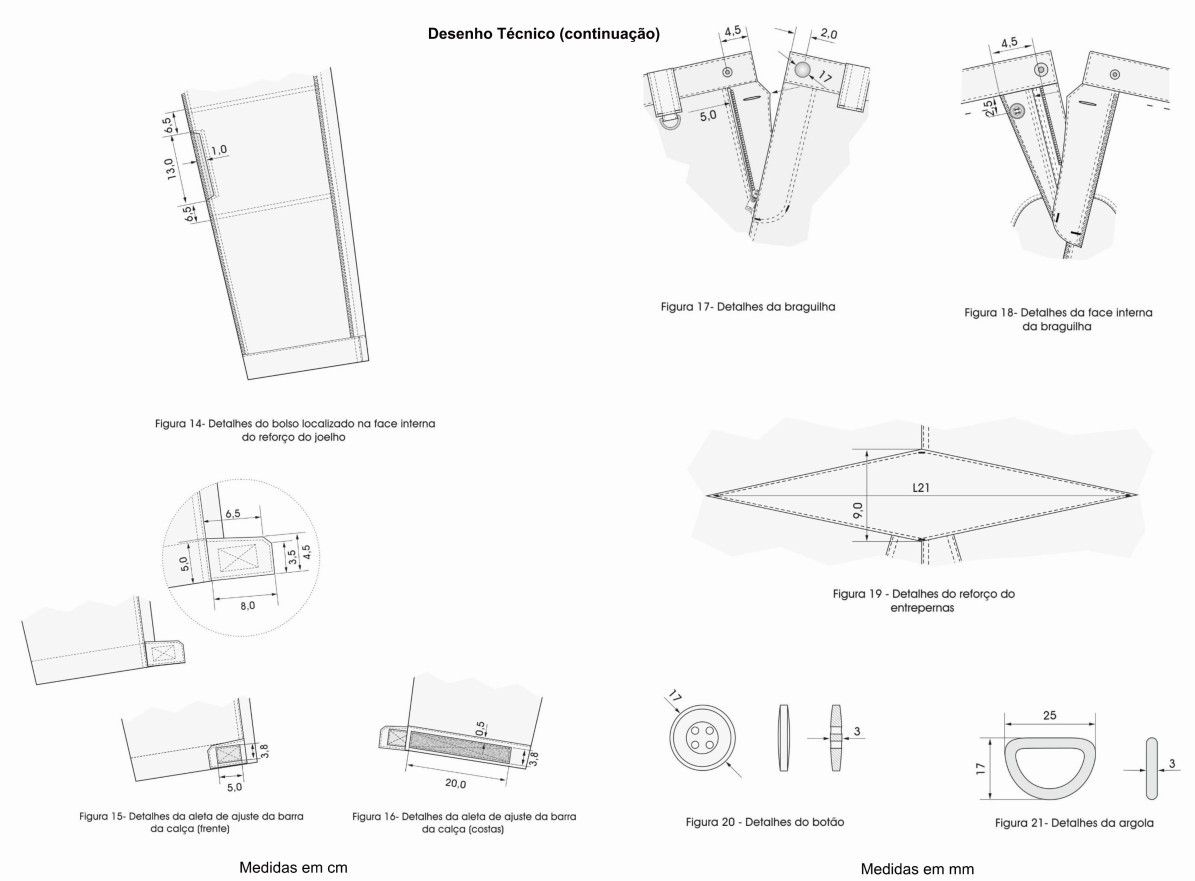 Desenho Técnico (continuação)
6,5
13,0
1,0
6,5
Figura 14- Detalhes do bolso localizado na face interna
do reforço do joelho
4,5
2,0
17
5,0
Figura 17- Detalhes da braguilha
4,5
2,5
Figura 18- Detalhes da face interna
da braguilha
6,5
5,0
3,5
4,5
8,0
3,8
5,0
Figura 15- Detalhes da aleta de ajuste da barra
da calça (frente)
0,5
3,8
20,0
Figura 16- Detalhes da aleta de ajuste da barra
da calça (costas)
Medidas em cm
L21
9,0
Figura 19 - Detalhes do reforço do
entrepernas
17
3
Figura 20 - Detalhes do botão
25
17
3
Figura 21- Detalhes da argola
Medidas em mm